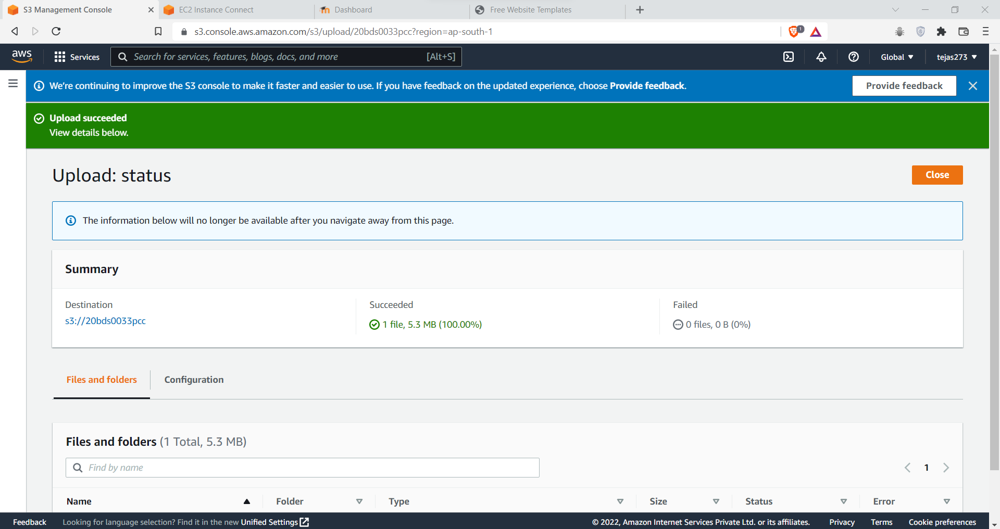 S3 Management Console
EC2 Instance Connect
Dashboard
Free Website Templates
s3.console.aws.amazon.com/s3/upload/20bds0033pcc?region=ap-south-1
1
aws
Services
Search for services, features, blogs, docs, and more
[Alt+S]
Global
tejas273
We're continuing to improve the S3 console to make it faster and easier to use. If you have feedback on the updated experience, choose Provide feedback.
Provide feedback
Upload succeeded
View details below.
Upload: status
Close
The information below will no longer be available after you navigate away from this page.
Summary
Destination
s3://20bds0033pcc
Succeeded
1 file, 5.3 MB (100.00%)
Failed
0 files, 0 B (0%)
Files and folders
Configuration
Files and folders (1 Total, 5.3 MB)
Find by name
1
Name
Folder
Type
Size
Status
Error
Feedback
Looking for language selection? Find it in the new Unified Settings
© 2022, Amazon Internet Services Private Ltd. or its affiliates.
Privacy
Terms
Cookie preferences